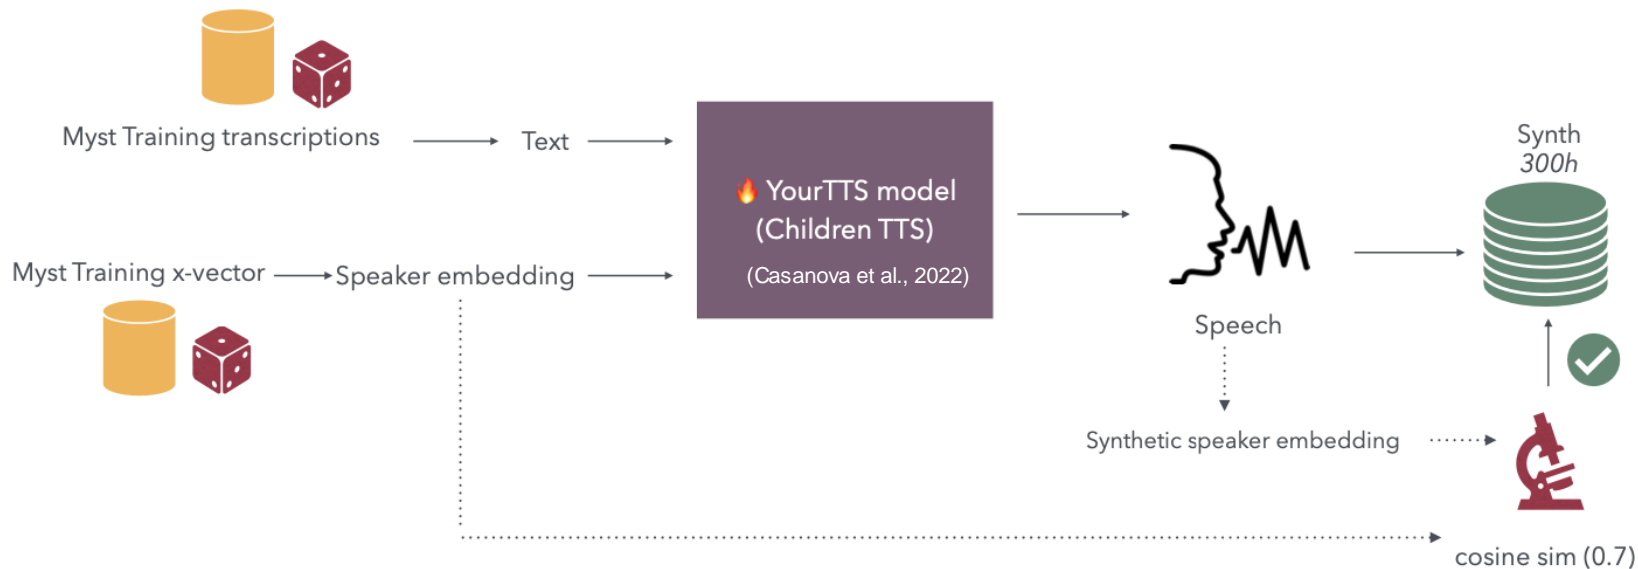 Myst Training transcriptions
Text
🔥 YourTTS model
(Children TTS)
(Casanova et al., 2022)
Synth
300h
Myst Training x-vector
Speaker embedding
Speech
Synthetic speaker embedding
cosine sim (0.7)